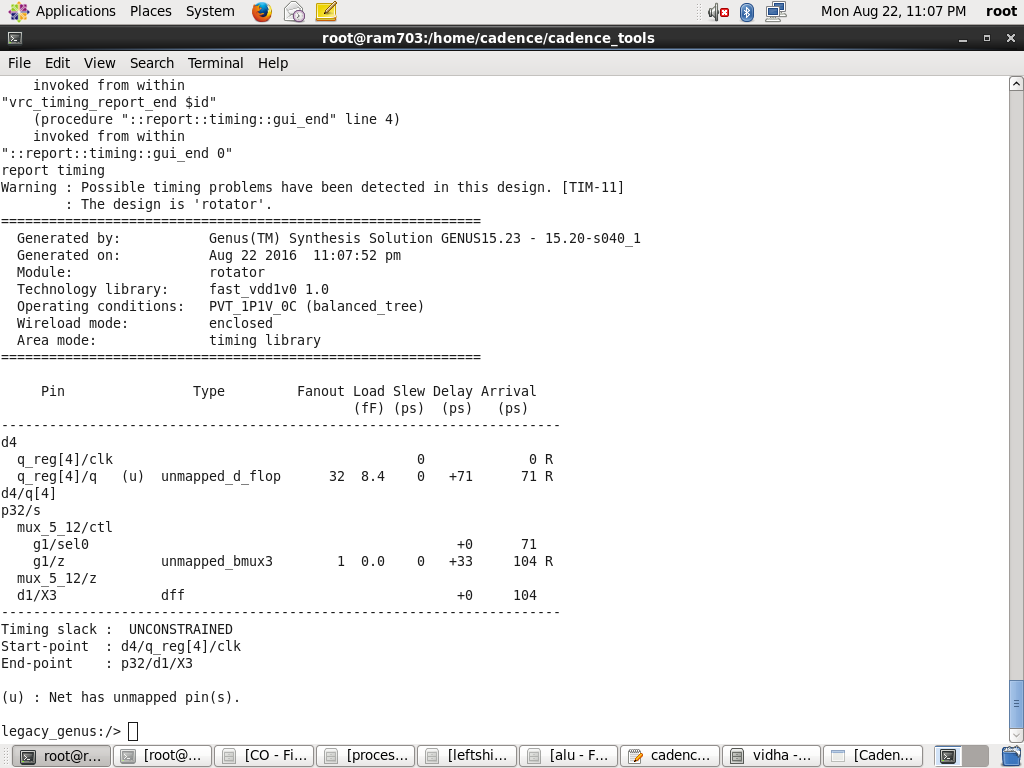 Applications Places System Mon Aug 22, 11:07 PM root
root@ram703:/home/cadence/cadence_tools
File Edit View Search Terminal Help
    invoked from within
"vrc_timing_report_end $id"
    (procedure "::report::timing::gui_end" line 4)
    invoked from within
"::report::timing::gui_end 0"
report timing
Warning : Possible timing problems have been detected in this design. [TIM-11]
        : The design is 'rotator'.
============================================================
  Generated by:           Genus(TM) Synthesis Solution GENUS15.23 - 15.20-s040_1
  Generated on:           Aug 22 2016  11:07:52 pm
  Module:                 rotator
  Technology library:     fast_vdd1v0 1.0
  Operating conditions:   PVT_1P1V_0C (balanced_tree)
  Wireload mode:          enclosed
  Area mode:              timing library
============================================================
     Pin                Type         Fanout Load Slew Delay Arrival
                                            (fF) (ps)  (ps)   (ps)
----------------------------------------------------------------------
d4
  q_reg[4]/clk                                      0             0 R
  q_reg[4]/q   (u)  unmapped_d_flop      32  8.4    0   +71      71 R
d4/q[4]
p32/s
  mux_5_12/ctl
    g1/sel0                                              +0      71
    g1/z            unmapped_bmux3        1  0.0    0   +33     104 R
  mux_5_12/z
  d1/X3             dff                                  +0     104
----------------------------------------------------------------------
Timing slack :  UNCONSTRAINED
Start-point  : d4/q_reg[4]/clk
End-point    : p32/d1/X3
(u) : Net has unmapped pin(s).
legacy_genus:/>
root@r... [root@... [CO - Fi... [proces... [leftshi... [alu - F... cadenc... vidha -... [Caden...